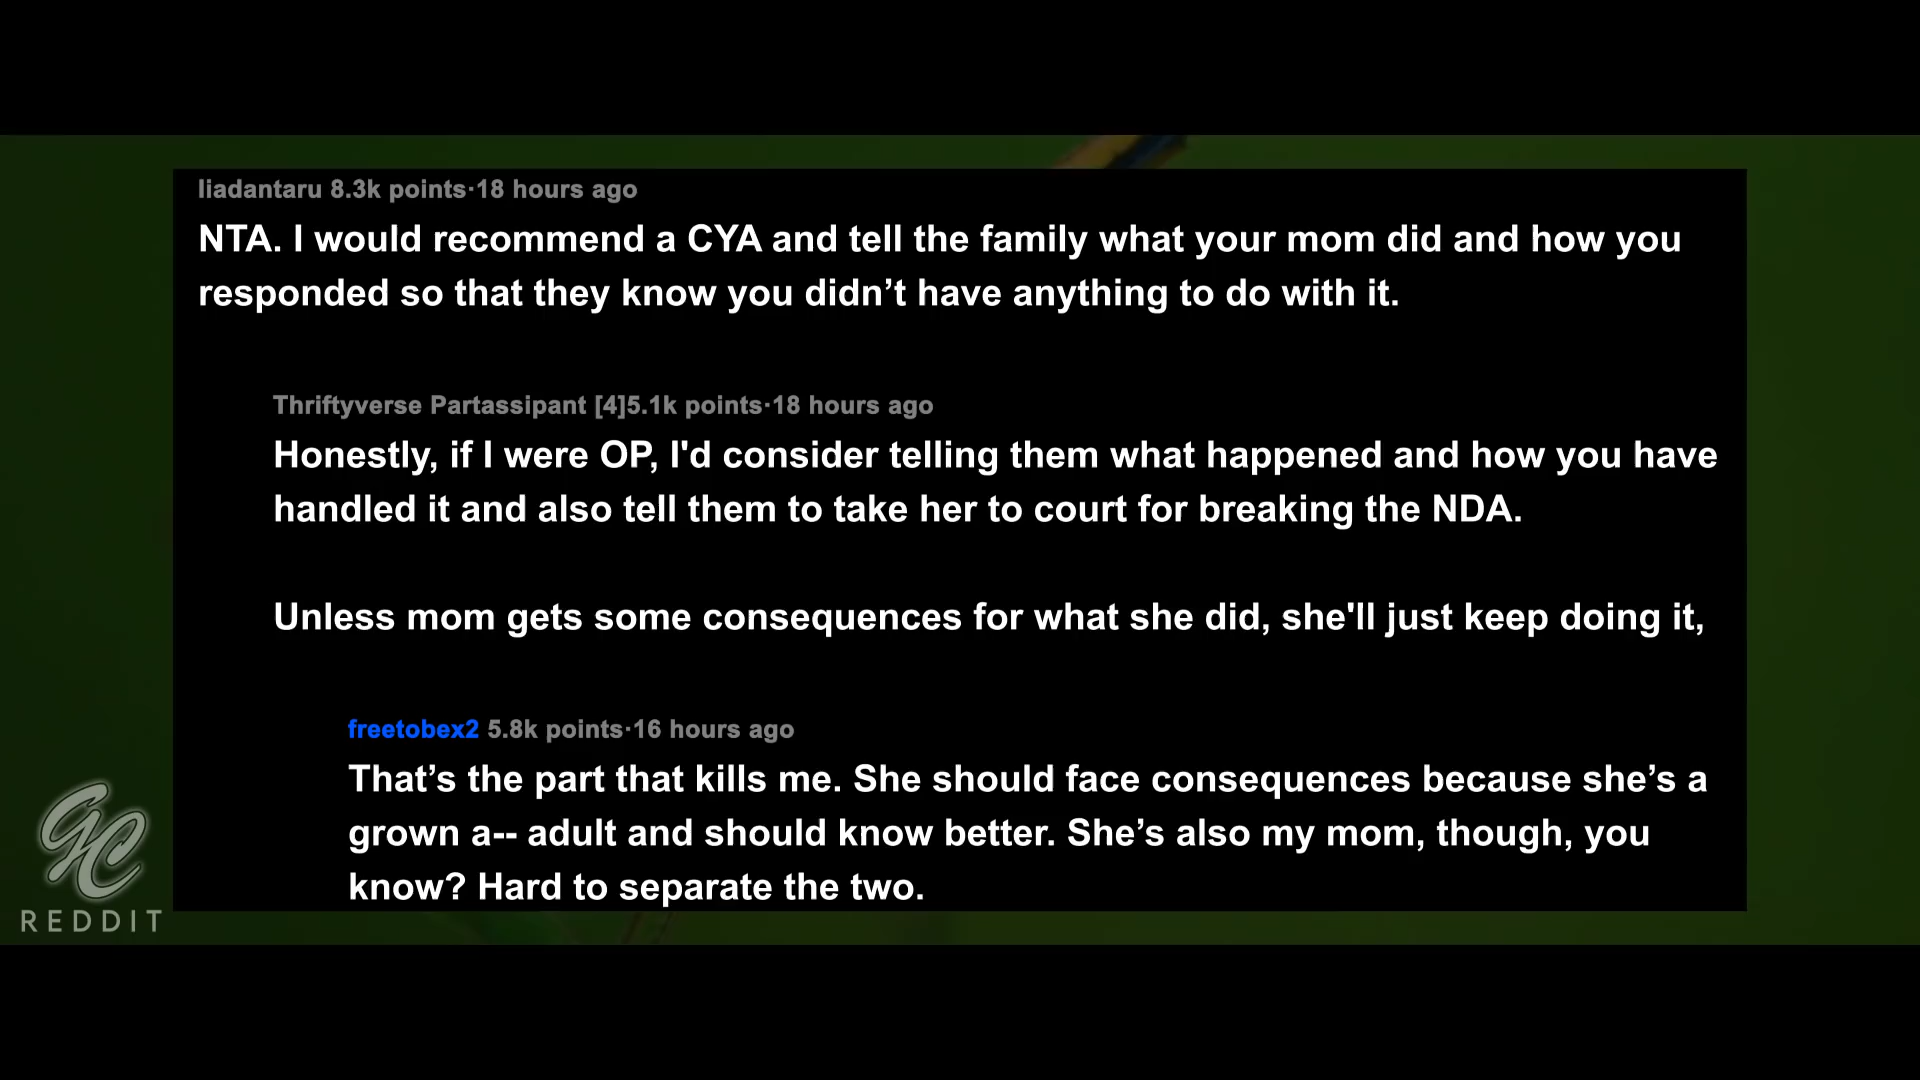 liadantaru 8.3k points·18 hours ago
NTA. I would recommend a CYA and tell the family what your mom did and how you
responded so that they know you didn’t have anything to do with it.
Thriftyverse Partassipant [4]5.1k points·18 hours ago
Honestly, if I were OP, I'd consider telling them what happened and how you have
handled it and also tell them to take her to court for breaking the NDA.
Unless mom gets some consequences for what she did, she'll just keep doing it,
freetobex2 5.8k points·16 hours ago
That’s the part that kills me. She should face consequences because she’s a
grown a-- adult and should know better. She’s also my mom, though, you
know? Hard to separate the two.
GC
REDDIT